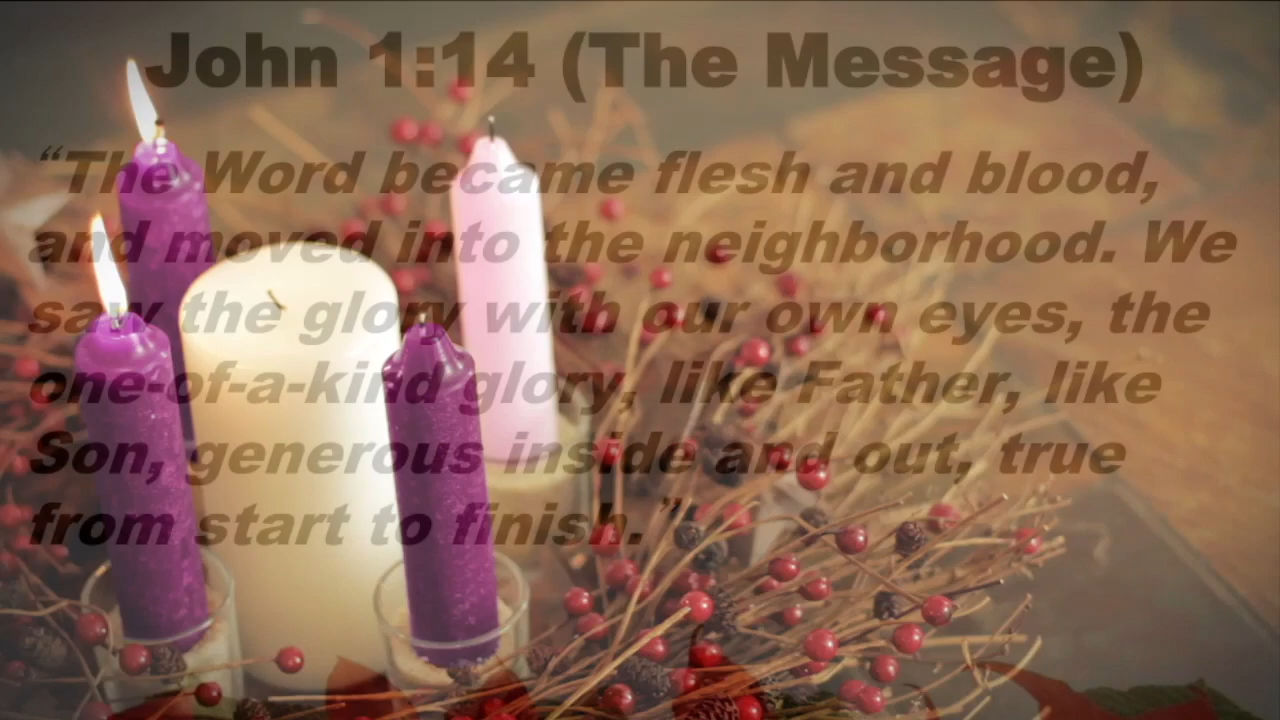 John 1:14 (The Message)
“The Word became flesh and blood,
and moved into the neighborhood. We
saw the glory with our own eyes, the
one-of-a-kind glory, like Father, like
Son, generous inside and out, true
from start to finish.”